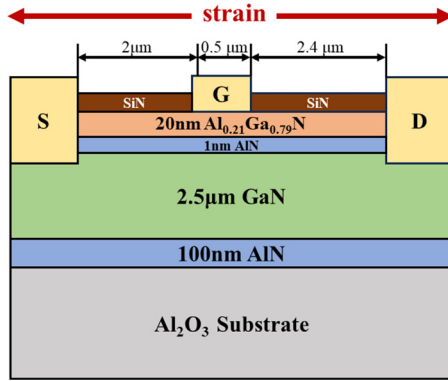 strain
2μm 0.5 μm 2.4 μm
SiN G SiN
S D
20nm Al₀.₂₁Ga₀.₇₉N
1nm AlN
2.5μm GaN
100nm AlN
Al₂O₃ Substrate